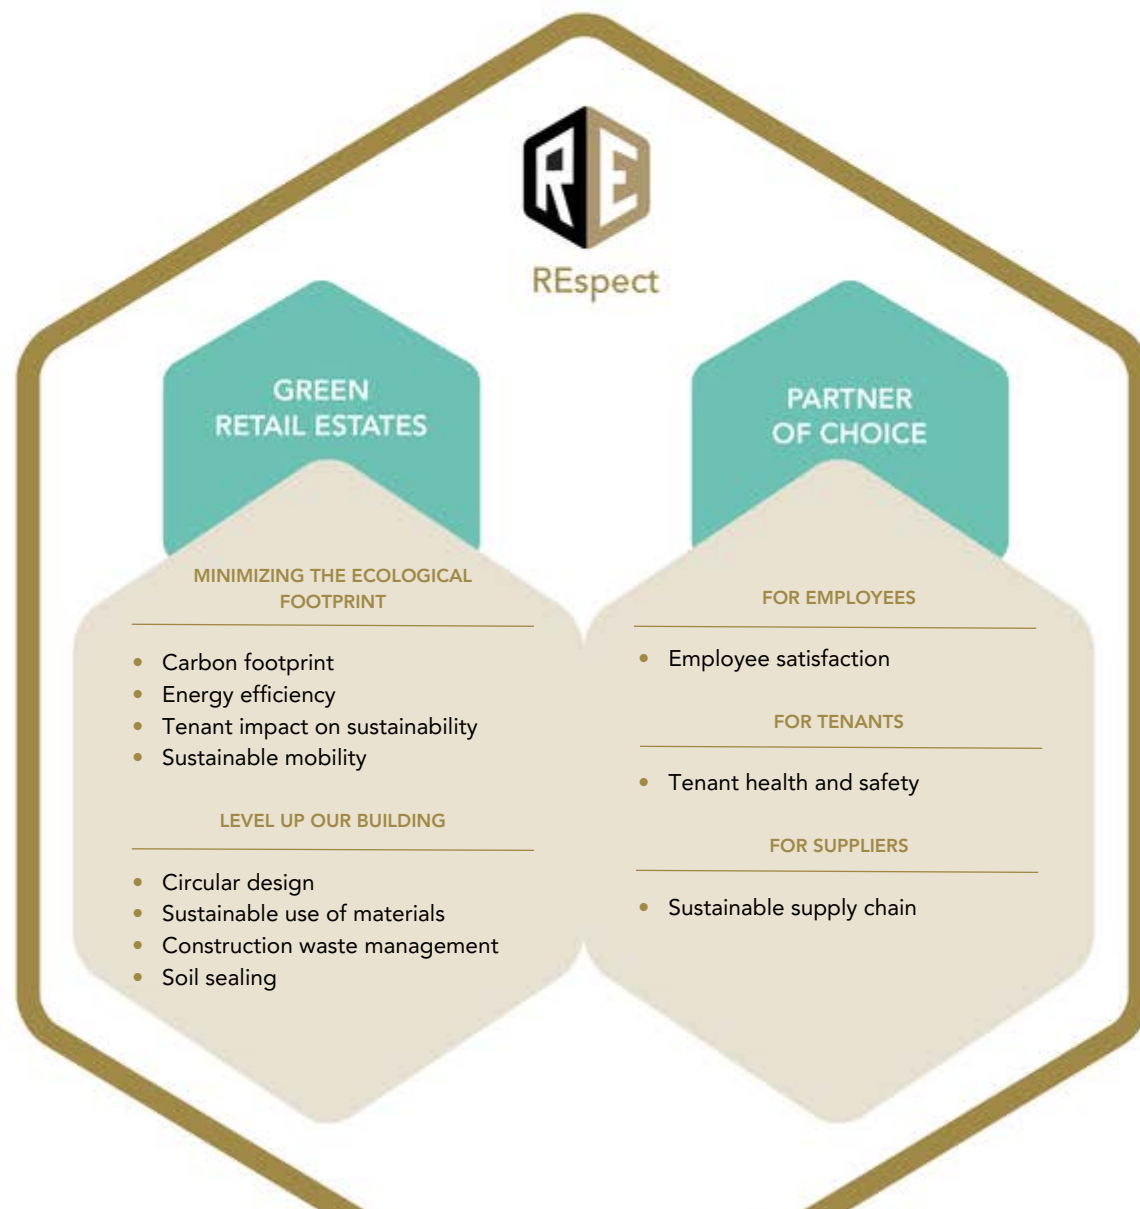 RE
REspect
GREEN
RETAIL ESTATES
MINIMIZING THE ECOLOGICAL
FOOTPRINT
• Carbon footprint
• Energy efficiency
• Tenant impact on sustainability
• Sustainable mobility
LEVEL UP OUR BUILDING
• Circular design
• Sustainable use of materials
• Construction waste management
• Soil sealing
PARTNER
OF CHOICE
FOR EMPLOYEES
• Employee satisfaction
FOR TENANTS
• Tenant health and safety
FOR SUPPLIERS
• Sustainable supply chain